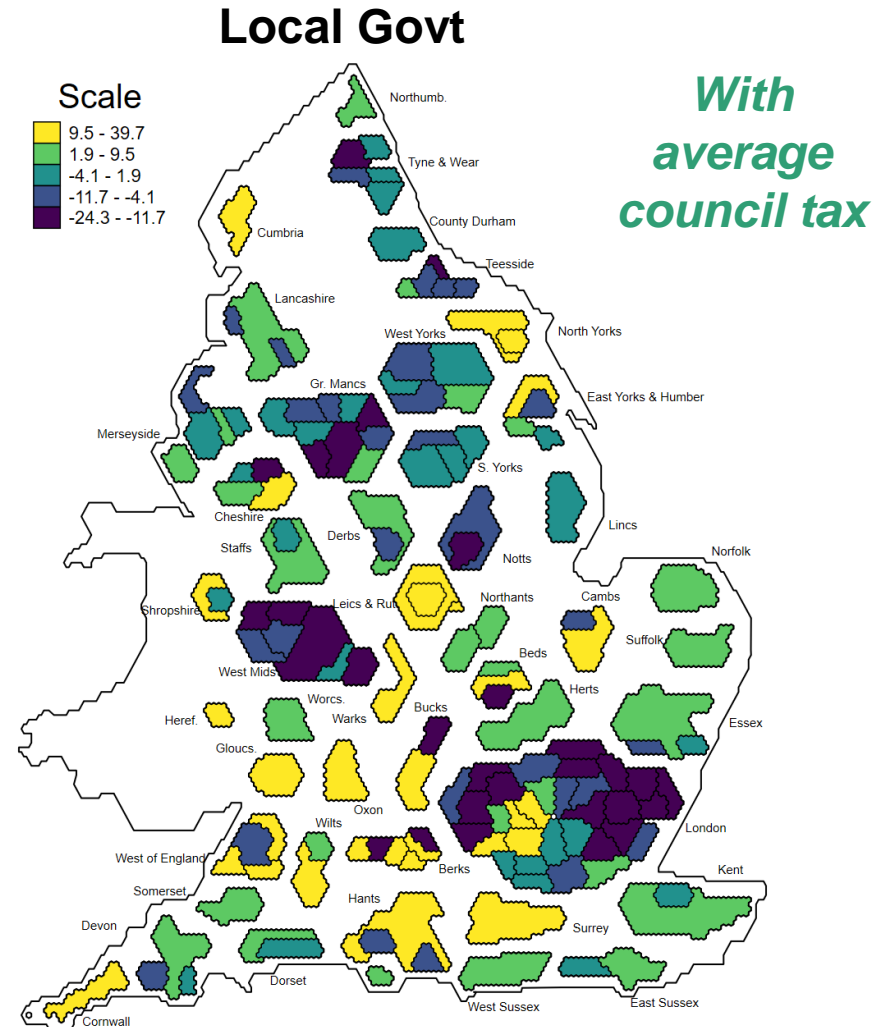 Local Govt
Scale
9.5 - 39.7
1.9 - 9.5
-4.1 - 1.9
-11.7 - -4.1
-24.3 - -11.7
With
average
council tax
Northumb.
Tyne & Wear
Cumbria
County Durham
Teesside
Lancashire
North Yorks
West Yorks
Gr. Mancs
East Yorks & Humber
Merseyside
S. Yorks
Cheshire
Lincs
Staffs
Derbs
Notts
Norfolk
Shropshire
Leics & Rut
Northants
Cambs
Suffolk
Beds
West Mids
Herts
Worcs.
Warks
Bucks
Heref.
Essex
Gloucs.
Oxon
Wilts
London
West of England
Berks
Kent
Somerset
Hants
Devon
Surrey
Dorset
West Sussex
East Sussex
Cornwall